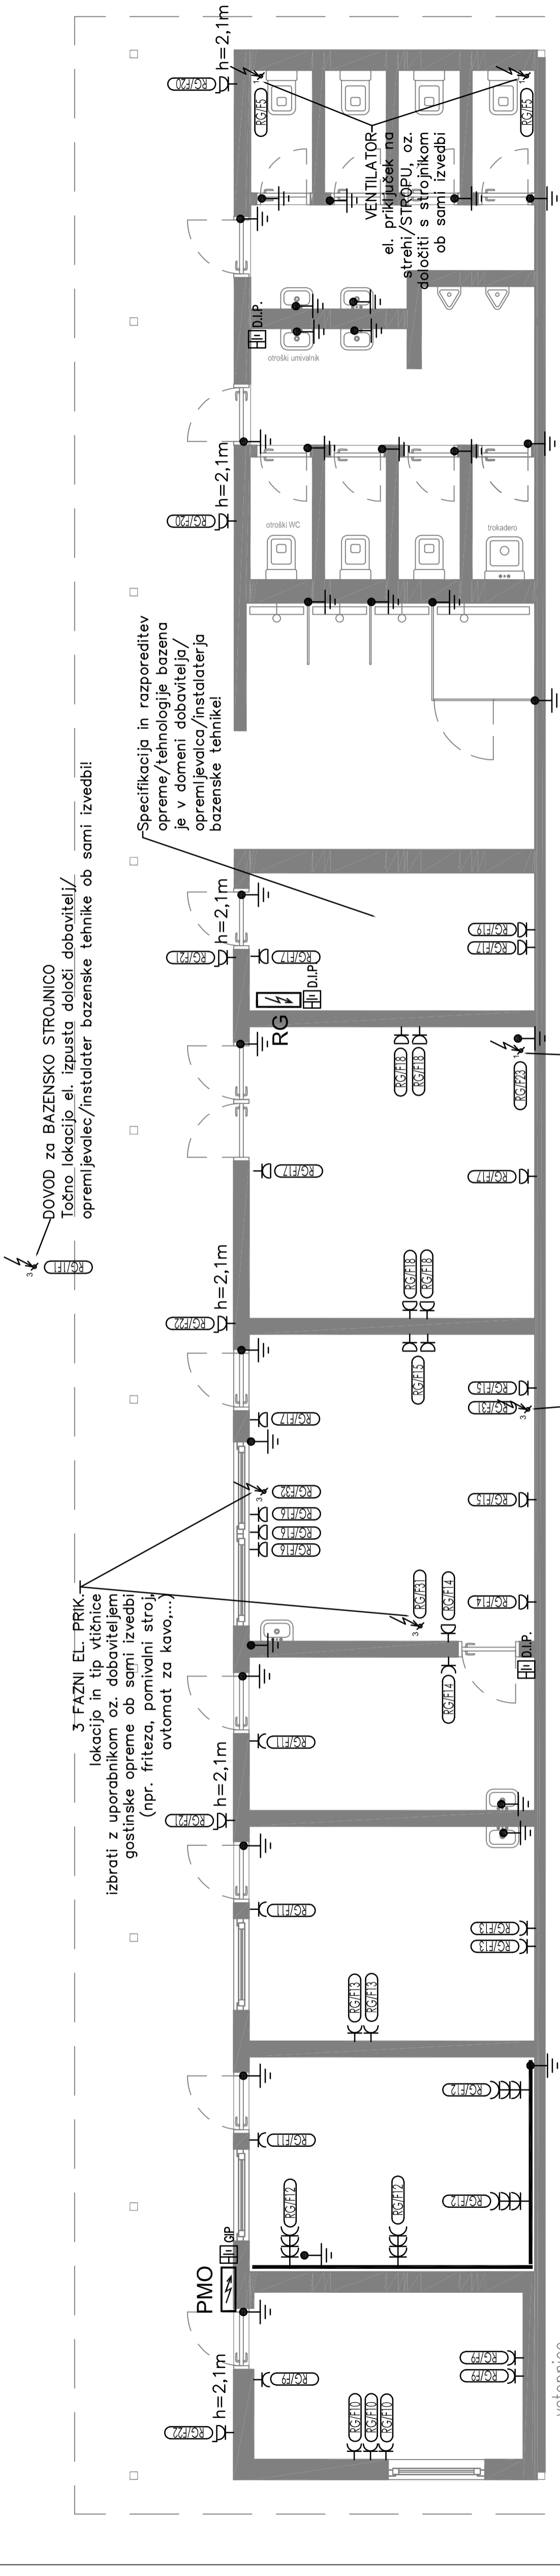 h=2,1m
RG/F20
RG/F5
RG/F5
VENTILATOR
el. priključek na
strehi/STROPU, oz.
določiti s strojnikom
ob sami izvedbi
D.I.P.
otroški umivalnik
h=2,1m
RG/F20
otroški WC
trokadero
Specifikacija in razporeditev
opreme/tehnologije bazena
je v domeni dobavitelja/
opremljevalca/instalaterja
bazenske tehnike!
DOVOD za BAZENSKO STROJNICO
Točno lokacijo el. izpusta določi dobavitelj/
opremljevalec/instalater bazenske tehnike ob sami izvedbi!
3
RG/1F1
h=2,1m
RG/F21
RG/F17
RG/F19
RG/F17
RG
D.I.P.
RG/F18
RG/F18
1
RG/F23
RG/F17
RG/F17
h=2,1m
RG/F22
RG/F18
RG/F18
RG/F15
RG/F15
RG/F31
3
RG/F17
3
RG/F32
RG/F16
RG/F16
RG/F16
RG/F15
3 FAZNI EL. PRIK.
lokacijo in tip vtičnice
izbrati z uporabnikom oz. dobaviteljem
gostinske opreme ob sami izvedbi
(npr. friteza, pomivalni stroj,
avtomat za kavo,...)
3
RG/F31
RG/F14
RG/F14
RG/F14
D.I.P.
RG/F11
h=2,1m
RG/F21
RG/F11
RG/F13
RG/F13
RG/F13
RG/F13
RG/F11
RG/F12
RG/F12
RG/F12
RG/F12
GIP
PMO
RG/F9
RG/F9
RG/F9
h=2,1m
RG/F22
RG/F10
RG/F10
RG/F10